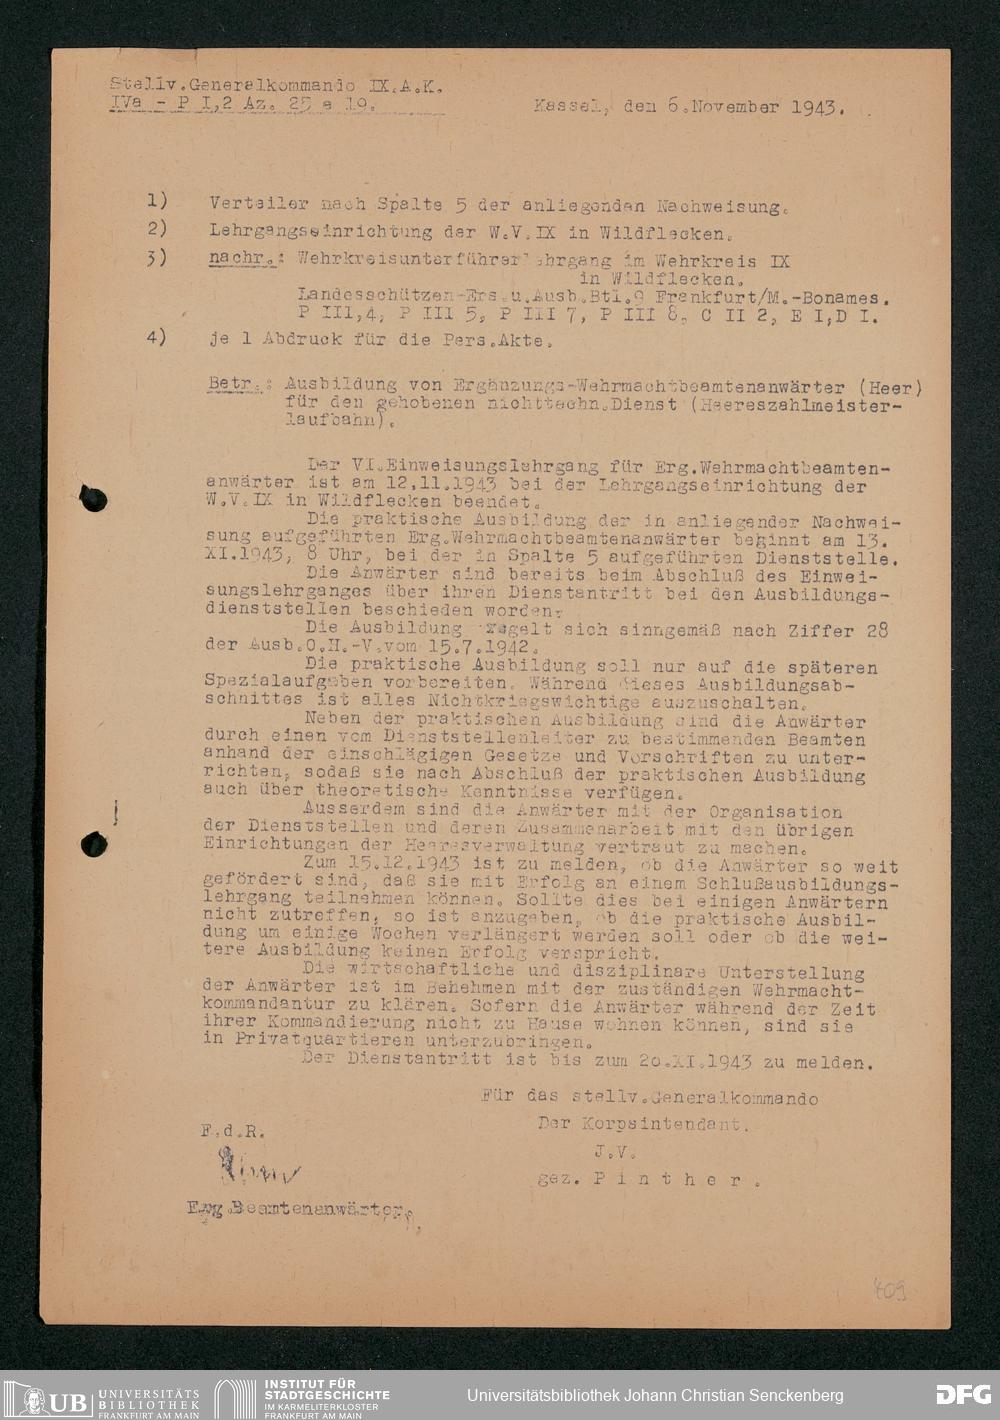 Stellv.Generalkommando IX.A.K.
IVa - P I,2 Az. 25 a 19.
Kassel, den 6.November 1943.
1) Verteiler nach Spalte 5 der anliegenden Nachweisung.
2) Lehrgangseinrichtung der W.V.IX in Wildflecken.
3) nachr.: Wehrkreisunterführerlehrgang im Wehrkreis IX
in Wildflecken.
Landesschützen-Ers.u.Ausb.Btl.9 Frankfurt/M.-Bonames.
P III,4, P III 5, P III 7, P III 8, C II 2, E I,D I.
4) je 1 Abdruck für die Pers.Akte.
Betr.: Ausbildung von Ergänzungs-Wehrmachtbeamtenanwärter (Heer)
für den gehobenen nichttechn.Dienst (Heereszahlmeister-
laufbahn).
Der VI.Einweisungslehrgang für Erg.Wehrmachtbeamten-
anwärter ist am 12.11.1943 bei der Lehrgangseinrichtung der
W.V.IX in Wildflecken beendet.
Die praktische Ausbildung der in anliegender Nachwei-
sung aufgeführten Erg.Wehrmachtbeamtenanwärter beginnt am 13.
XI.1943, 8 Uhr, bei der in Spalte 5 aufgeführten Dienststelle.
Die Anwärter sind bereits beim Abschluß des Einwei-
sungslehrganges über ihren Dienstantritt bei den Ausbildungs-
dienststellen beschieden worden.
Die Ausbildung regelt sich sinngemäß nach Ziffer 28
der Ausb.O.H.-V.vom 15.7.1942.
Die praktische Ausbildung soll nur auf die späteren
Spezialaufgaben vorbereiten. Während dieses Ausbildungsab-
schnittes ist alles Nichtkriegswichtige auszuschalten.
Neben der praktischen Ausbildung sind die Anwärter
durch einen vom Dienststellenleiter zu bestimmenden Beamten
anhand der einschlägigen Gesetze und Vorschriften zu unter-
richten, sodaß sie nach Abschluß der praktischen Ausbildung
auch über theoretische Kenntnisse verfügen.
Ausserdem sind die Anwärter mit der Organisation
der Dienststellen und deren Zusammenarbeit mit den übrigen
Einrichtungen der Heeresverwaltung vertraut zu machen.
Zum 15.12.1943 ist zu melden, ob die Anwärter so weit
gefördert sind, daß sie mit Erfolg an einem Schlußausbildungs-
lehrgang teilnehmen können. Sollte dies bei einigen Anwärtern
nicht zutreffen, so ist anzugeben, ob die praktische Ausbil-
dung um einige Wochen verlängert werden soll oder ob die wei-
tere Ausbildung keinen Erfolg verspricht.
Die wirtschaftliche und disziplinare Unterstellung
der Anwärter ist im Behehmen mit der zuständigen Wehrmacht-
kommandantur zu klären. Sofern die Anwärter während der Zeit
ihrer Kommandierung nicht zu Hause wohnen können, sind sie
in Privatquartieren unterzubringen.
Der Dienstantritt ist bis zum 20.XI.1943 zu melden.
Für das stellv.Generalkommando
Der Korpsintendant.
F.d.R.
J.V.
gez. Pinther.
Erg.Beamtenanwärter.
409
UB UNIVERSITÄTS
BIBLIOTHEK
FRANKFURT AM MAIN
INSTITUT FÜR
STADTGESCHICHTE
IM KARMELITERKLOSTER
FRANKFURT AM MAIN
Universitätsbibliothek Johann Christian Senckenberg
DFG